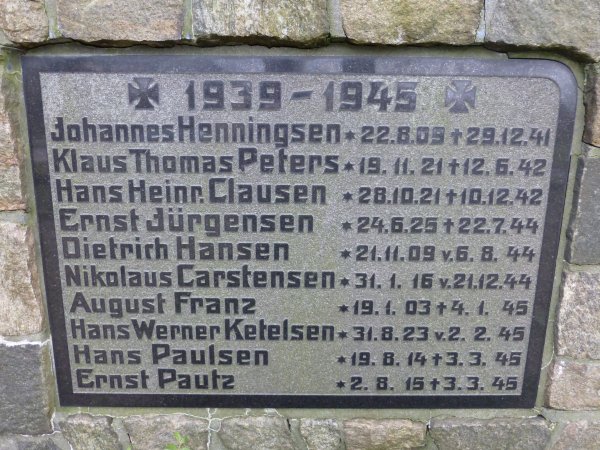 1939 - 1945
Johannes Henningsen * 22.8.09 + 29.12.41
Klaus Thomas Peters * 19.11.21 + 12.6.42
Hans Heinr. Clausen * 28.10.21 + 10.12.42
Ernst Jürgensen * 24.6.25 + 22.7.44
Dietrich Hansen * 21.11.09 v. 6.8.44
Nikolaus Carstensen * 31.1.16 v. 21.12.44
August Franz * 19.1.03 + 4.1.45
Hans Werner Ketelsen * 31.8.23 v. 2.2.45
Hans Paulsen * 19.8.14 + 3.3.45
Ernst Pautz * 2.8.15 + 3.3.45